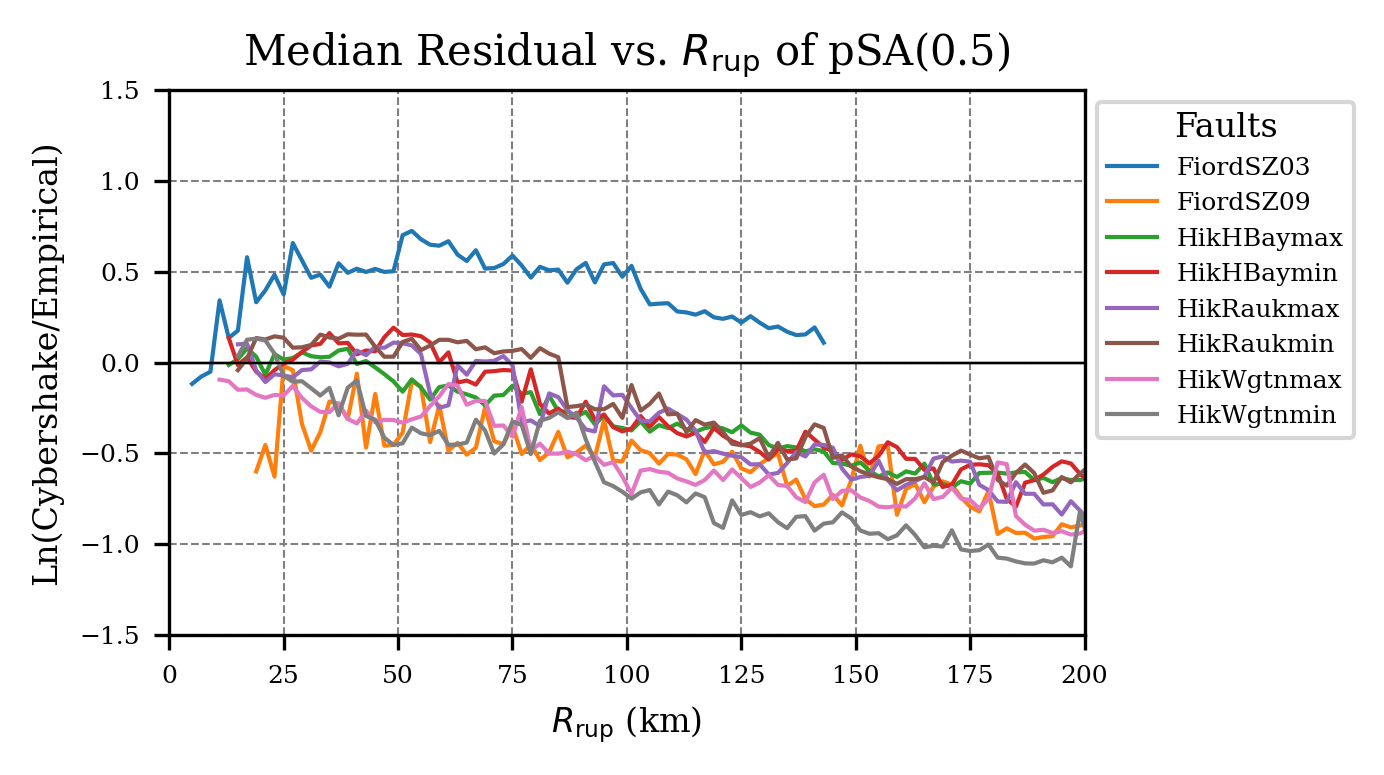 Median Residual vs. Rrup of pSA(0.5)
Ln(Cybershake/Empirical)
1.5
1.0
0.5
0.0
−0.5
−1.0
−1.5
0 25 50 75 100 125 150 175 200
Rrup (km)
Faults
FiordSZ03
FiordSZ09
HikHBaymax
HikHBaymin
HikRaukmax
HikRaukmin
HikWgtnmax
HikWgtnmin